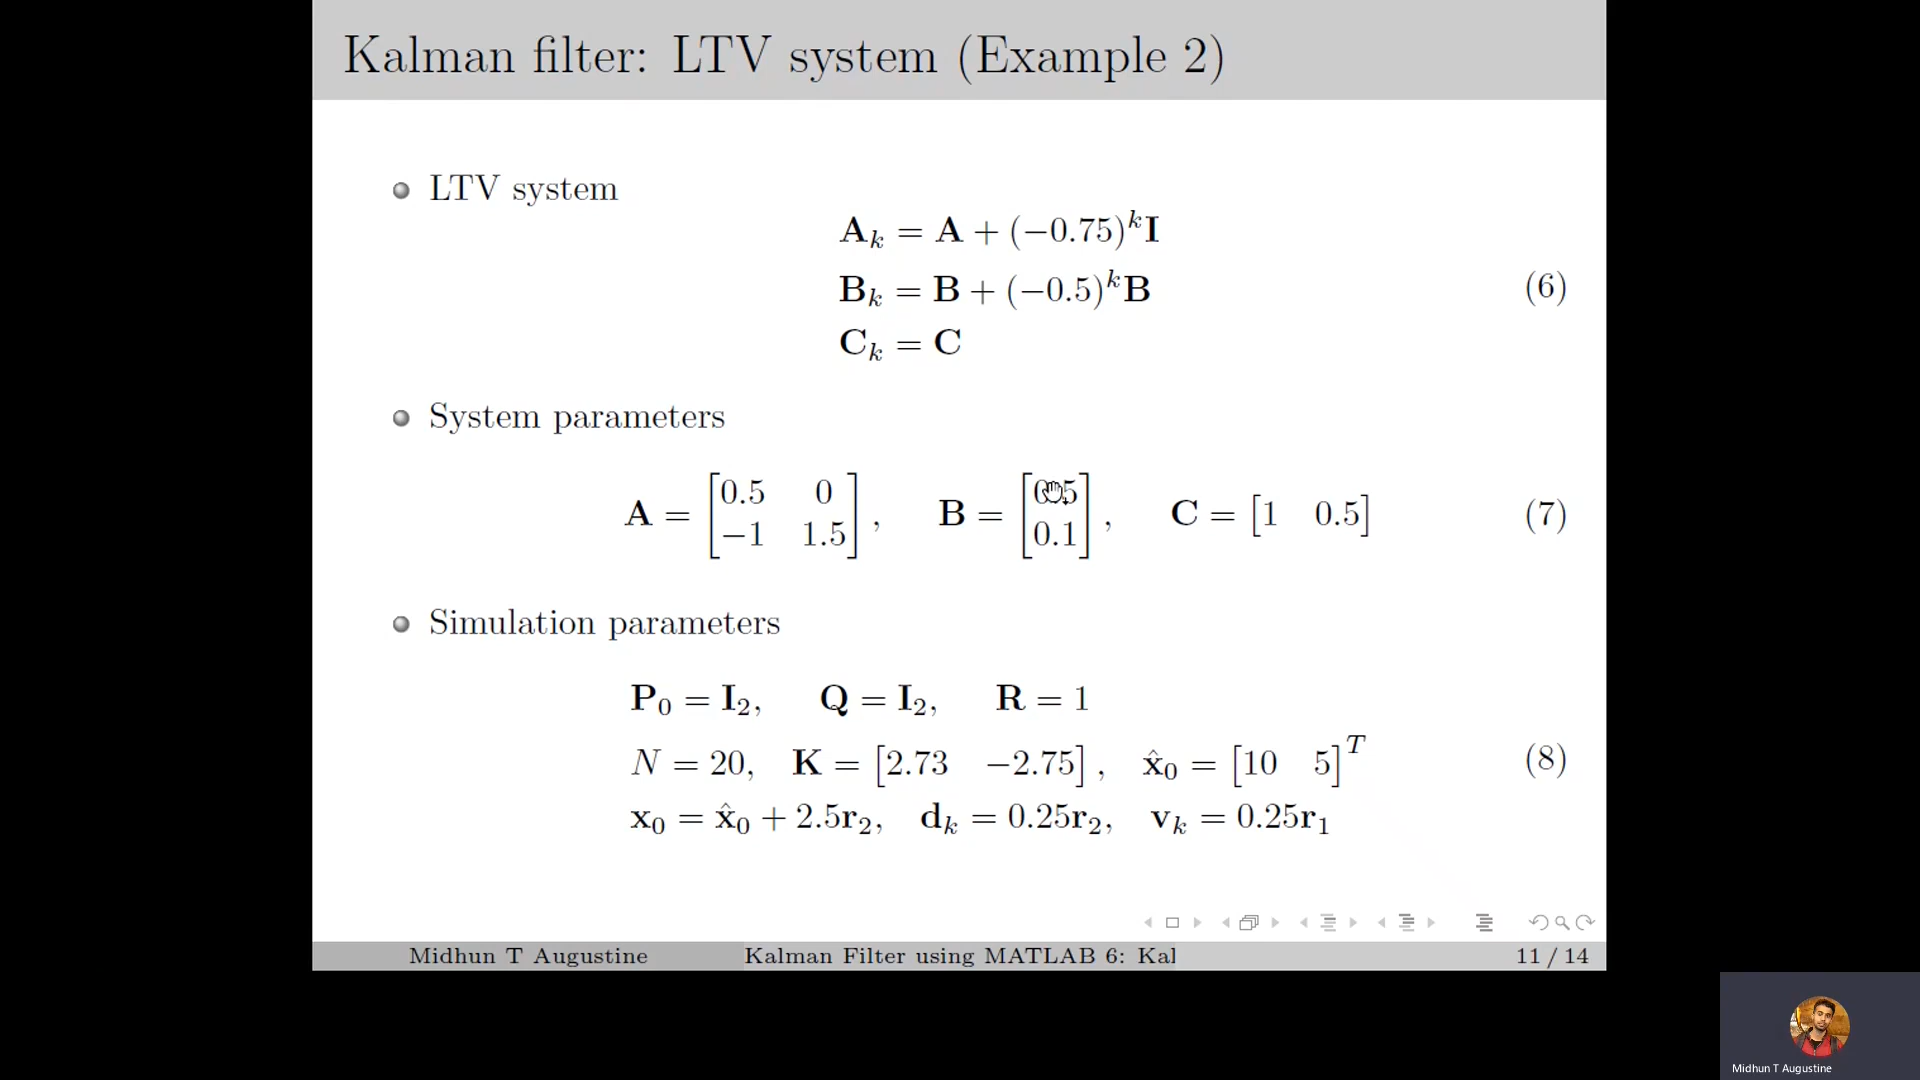 Kalman filter: LTV system (Example 2)
LTV system
A_k = A + (−0.75)^k I
B_k = B + (−0.5)^k B (6)
C_k = C
System parameters
A = [0.5 0; −1 1.5], B = [ ; 0.1], C = [1 0.5] (7)
Simulation parameters
P_0 = I_2, Q = I_2, R = 1
N = 20, K = [2.73 −2.75], x̂_0 = [10 5]^T (8)
x_0 = x̂_0 + 2.5r_2, d_k = 0.25r_2, v_k = 0.25r_1
Midhun T Augustine Kalman Filter using MATLAB 6: Kal 11 / 14
Midhun T Augustine